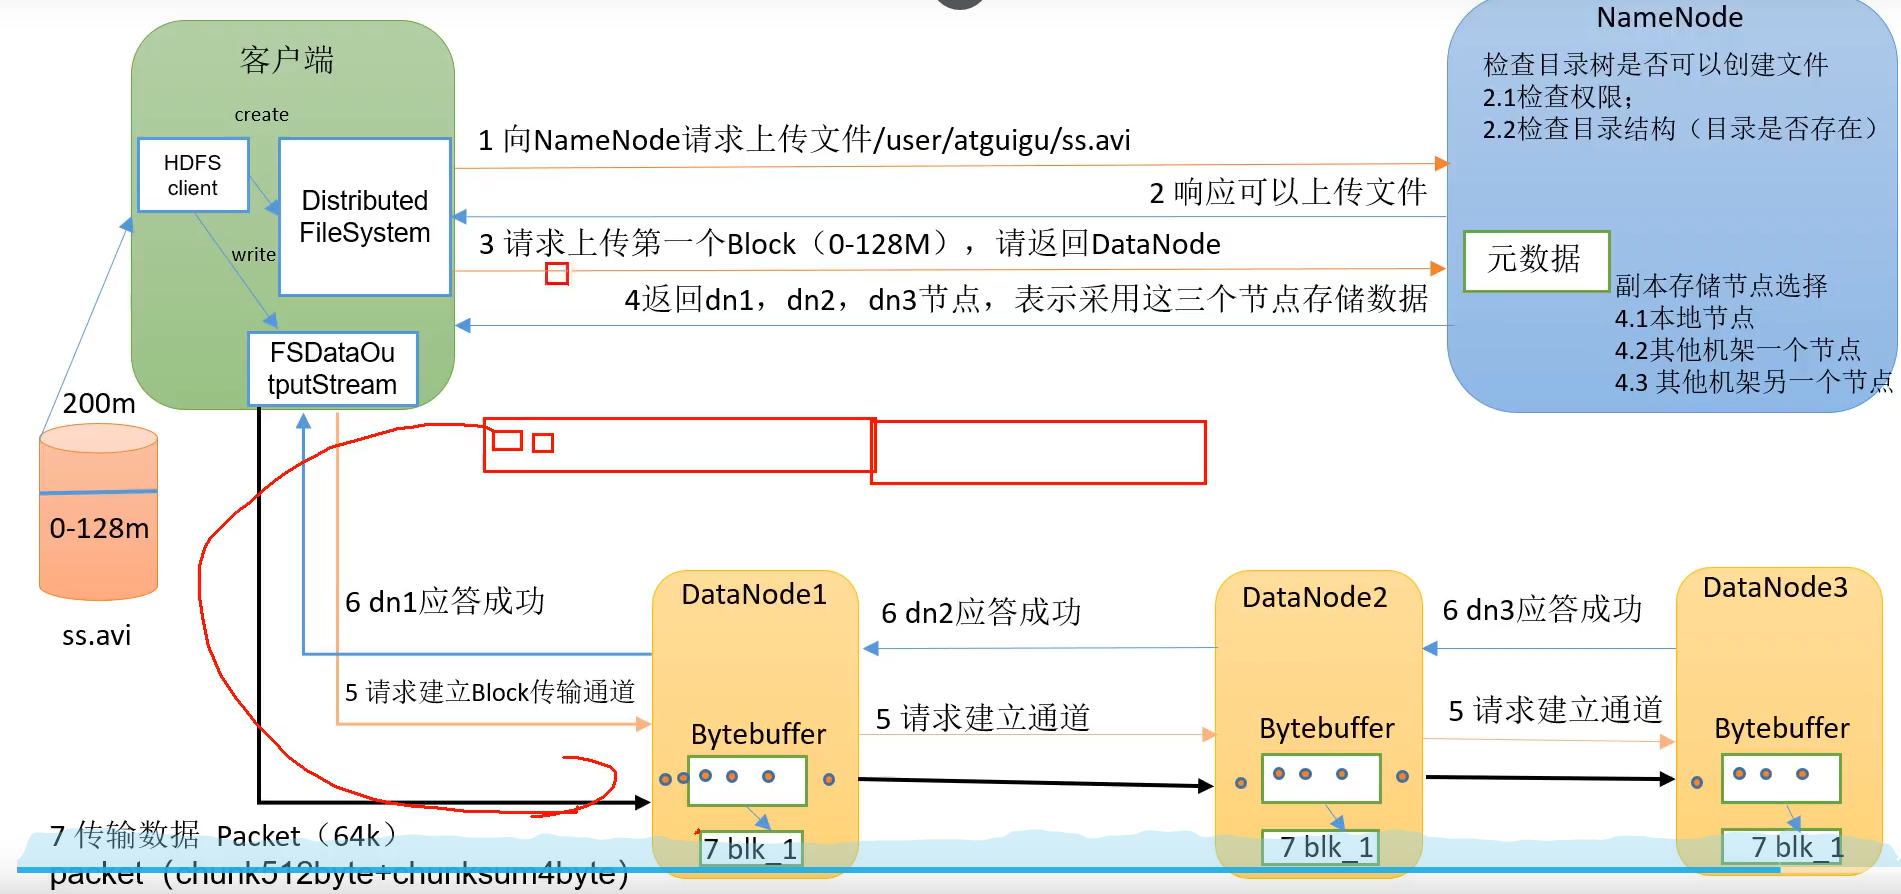 NameNode
客户端
检查目录树是否可以创建文件
2.1检查权限；
2.2检查目录结构（目录是否存在）
create
HDFS
client
Distributed
FileSystem
write
FSDataOu
tputStream
1 向NameNode请求上传文件/user/atguigu/ss.avi
2 响应可以上传文件
3 请求上传第一个Block（0-128M），请返回DataNode
4返回dn1，dn2，dn3节点，表示采用这三个节点存储数据
元数据
副本存储节点选择
4.1本地节点
4.2其他机架一个节点
4.3 其他机架另一个节点
200m
0-128m
ss.avi
6 dn1应答成功
5 请求建立Block传输通道
DataNode1
6 dn2应答成功
DataNode2
6 dn3应答成功
DataNode3
5 请求建立通道
5 请求建立通道
Bytebuffer
Bytebuffer
Bytebuffer
7 传输数据 Packet（64k）
packet（chunk512byte+chunksum4byte）
7 blk_1
7 blk_1
7 blk_1